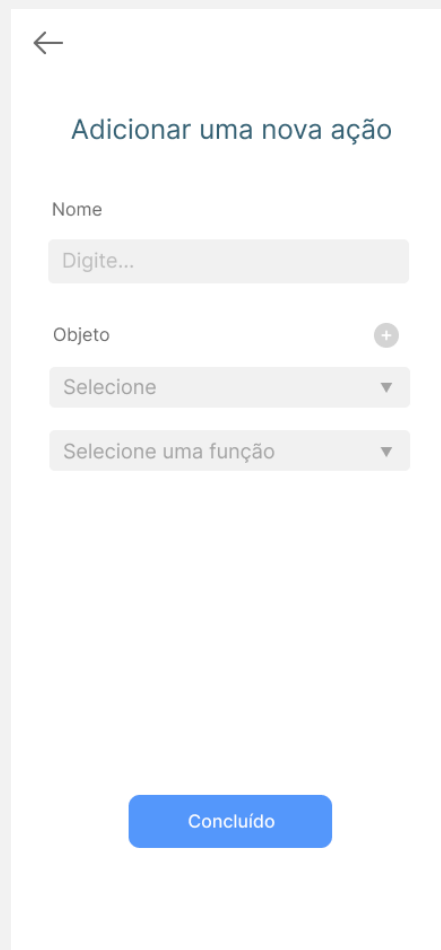 Adicionar uma nova ação
Nome
Digite...
Objeto
Selecione
Selecione uma função
Concluído